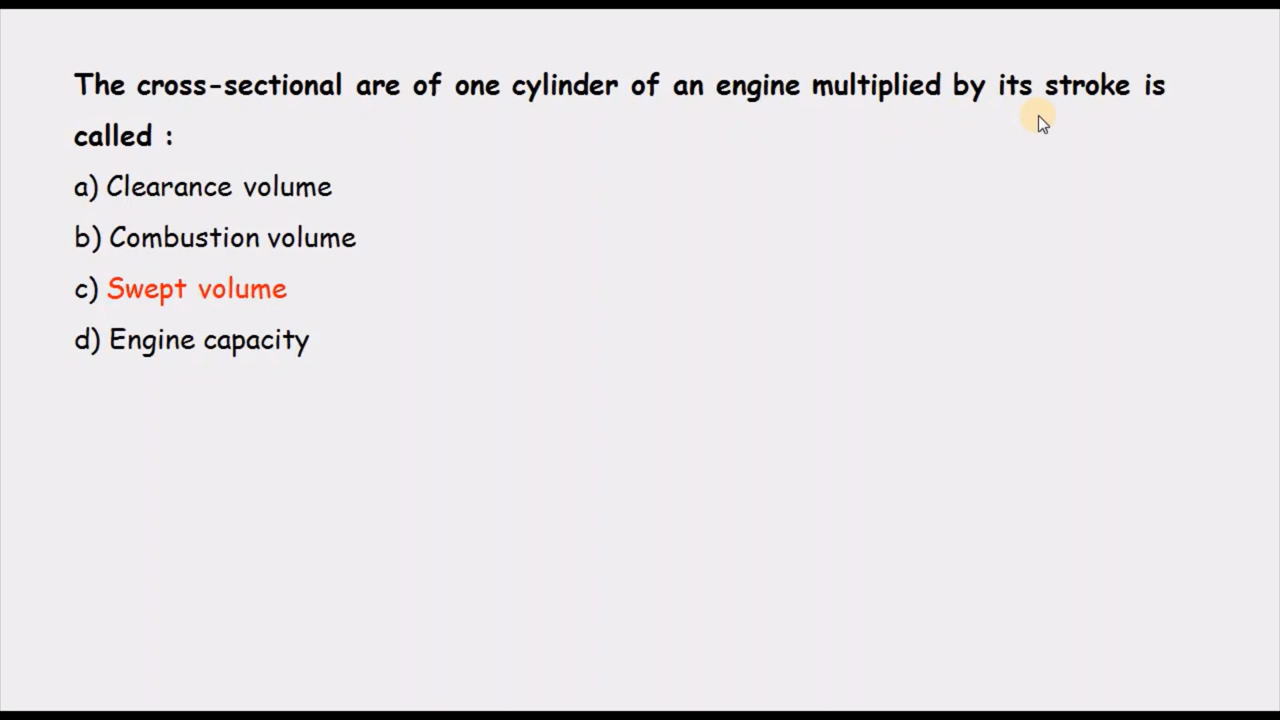 The cross-sectional are of one cylinder of an engine multiplied by its stroke is
called :
a) Clearance volume
b) Combustion volume
c) Swept volume
d) Engine capacity